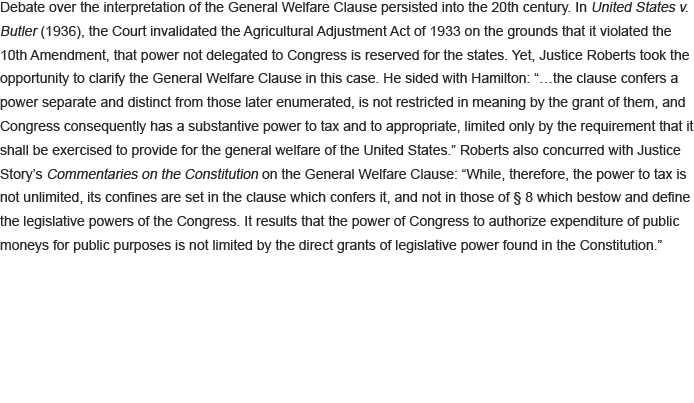 Debate over the interpretation of the General Welfare Clause persisted into the 20th century. In United States v.
Butler (1936), the Court invalidated the Agricultural Adjustment Act of 1933 on the grounds that it violated the
10th Amendment, that power not delegated to Congress is reserved for the states. Yet, Justice Roberts took the
opportunity to clarify the General Welfare Clause in this case. He sided with Hamilton: “…the clause confers a
power separate and distinct from those later enumerated, is not restricted in meaning by the grant of them, and
Congress consequently has a substantive power to tax and to appropriate, limited only by the requirement that it
shall be exercised to provide for the general welfare of the United States.” Roberts also concurred with Justice
Story’s Commentaries on the Constitution on the General Welfare Clause: “While, therefore, the power to tax is
not unlimited, its confines are set in the clause which confers it, and not in those of § 8 which bestow and define
the legislative powers of the Congress. It results that the power of Congress to authorize expenditure of public
moneys for public purposes is not limited by the direct grants of legislative power found in the Constitution.”